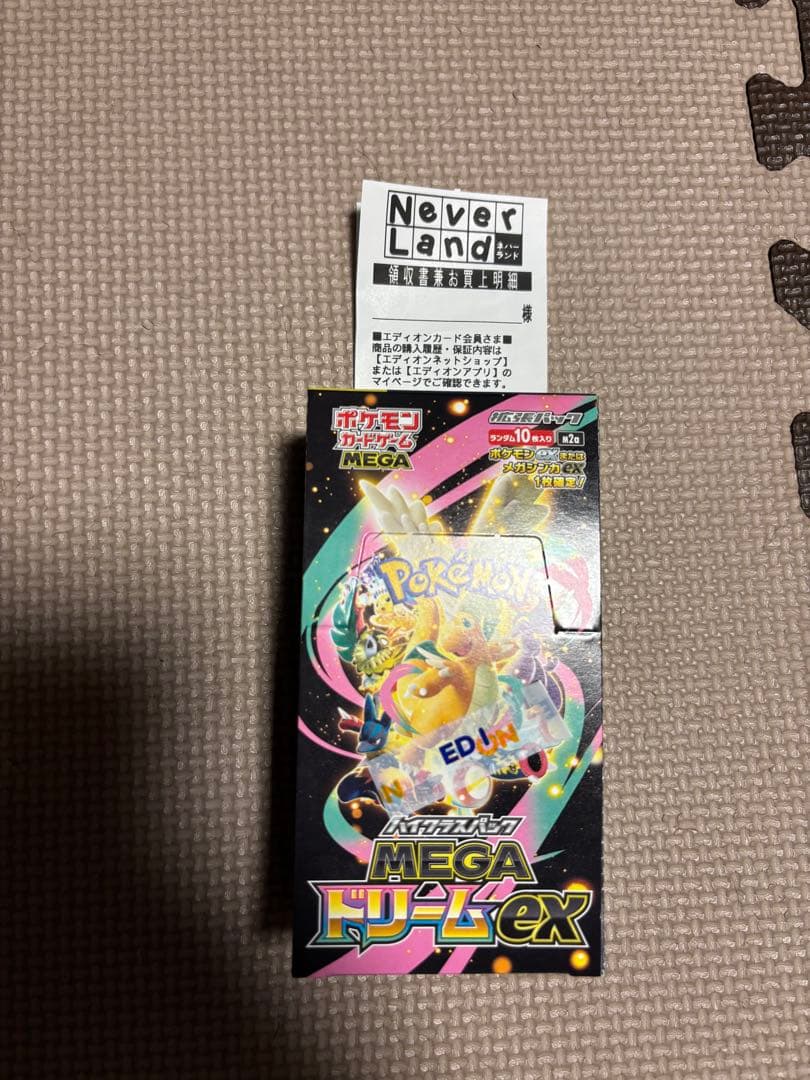 Never
Land
ネバー
ランド
領収書兼お買上明細
様
■エディオンカード会員さま■
商品の購入履歴・保証内容は
【エディオンネットショップ】
または【エディオンアプリ】の
マイページでご確認できます。
ポケモン
カードゲーム
MEGA
拡張パック
ランダム10枚入り
ポケモンexまたは
メガシンカex
1枚確定!
POKéMON
EDION
N
ハイクラスパック
MEGA
ドリームex